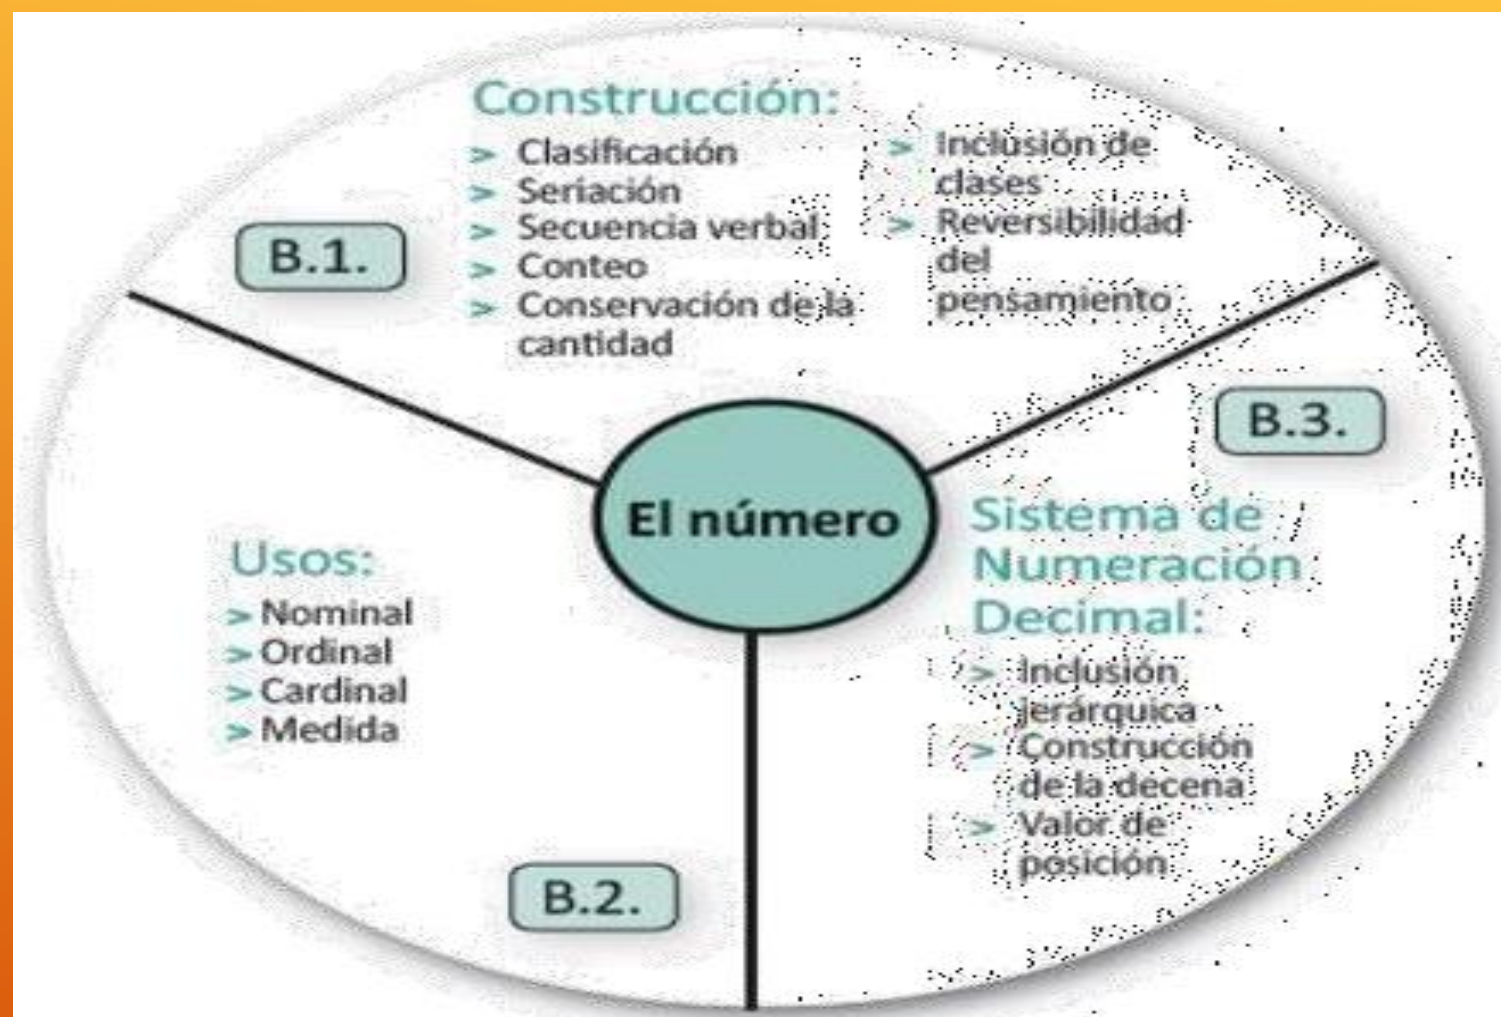 Construcción:
> Clasificación
> Seriación
> Secuencia verbal
> Conteo
> Conservación de la
cantidad
> Inclusión de
clases
> Reversibilidad
del
pensamiento
B.1.
El número
Usos:
> Nominal
> Ordinal
> Cardinal
> Medida
B.2.
B.3.
Sistema de
Numeración
Decimal:
> Inclusión
jerárquica
> Construcción
de la decena
> Valor de
posición